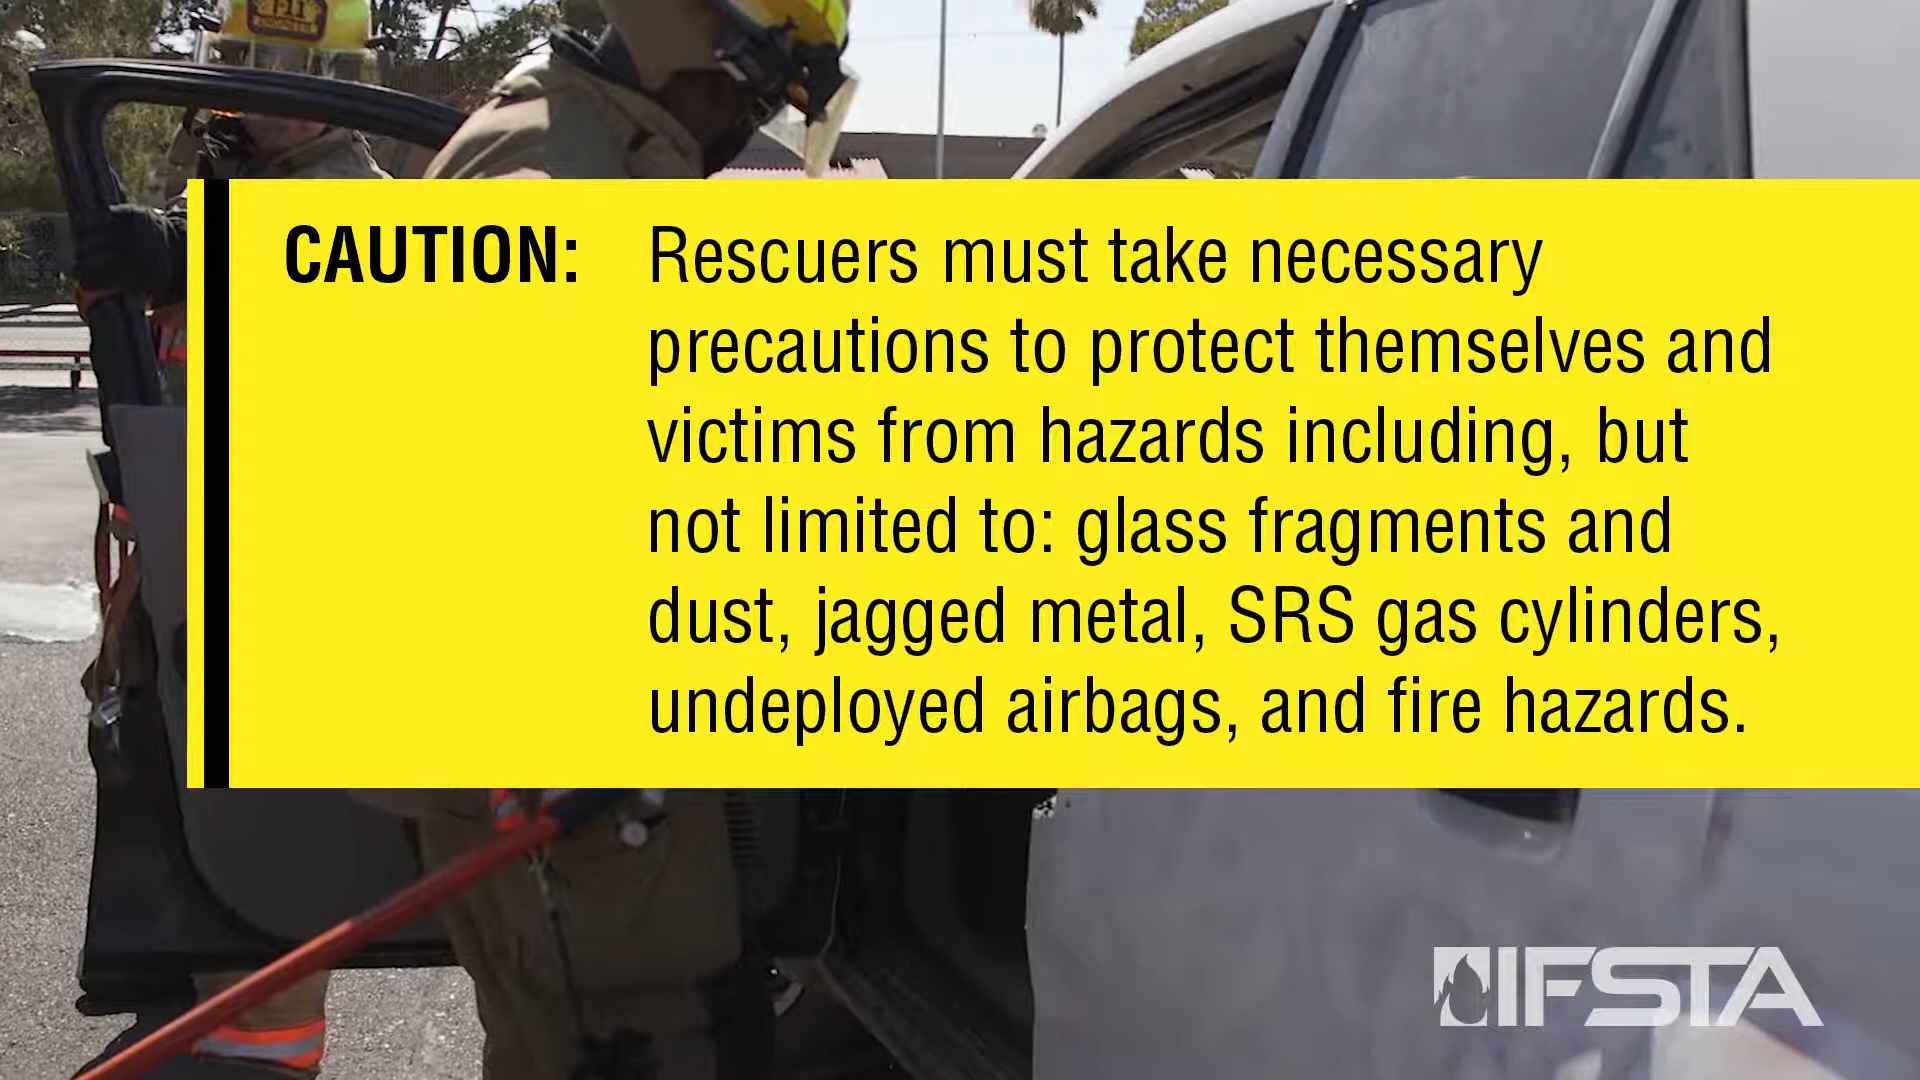 F-11
CAUTION: Rescuers must take necessary
precautions to protect themselves and
victims from hazards including, but
not limited to: glass fragments and
dust, jagged metal, SRS gas cylinders,
undeployed airbags, and fire hazards.
IFSTA